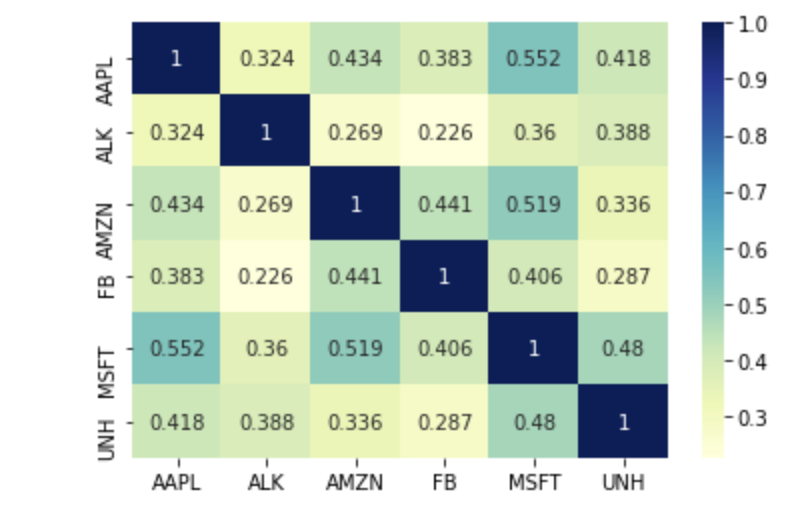 1.0
AAPL 1 0.324 0.434 0.383 0.552 0.418
0.9
ALK 0.324 1 0.269 0.226 0.36 0.388
0.8
0.7
AMZN 0.434 0.269 1 0.441 0.519 0.336
0.6
FB 0.383 0.226 0.441 1 0.406 0.287
0.5
MSFT 0.552 0.36 0.519 0.406 1 0.48
0.4
UNH 0.418 0.388 0.336 0.287 0.48 1
0.3
AAPL ALK AMZN FB MSFT UNH